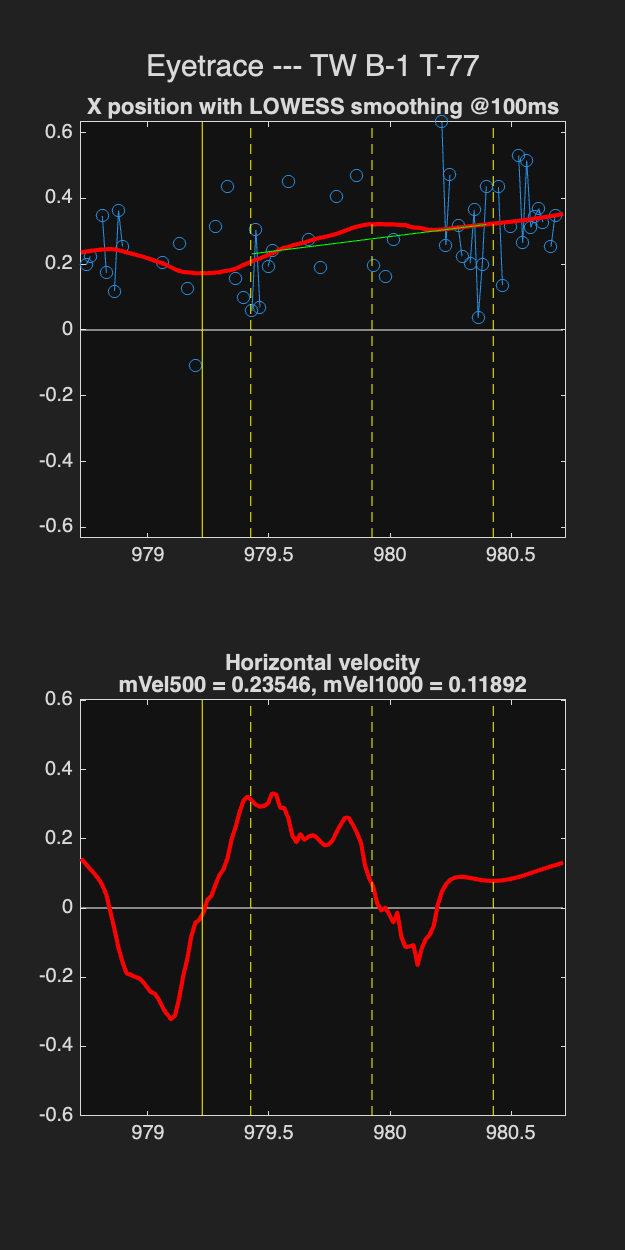 Eyetrace --- TW B-1 T-77
X position with LOWESS smoothing @100ms
0.6
0.4
0.2
0
-0.2
-0.4
-0.6
979 979.5 980 980.5
Horizontal velocity
mVel500 = 0.23546, mVel1000 = 0.11892
0.6
0.4
0.2
0
-0.2
-0.4
-0.6
979 979.5 980 980.5